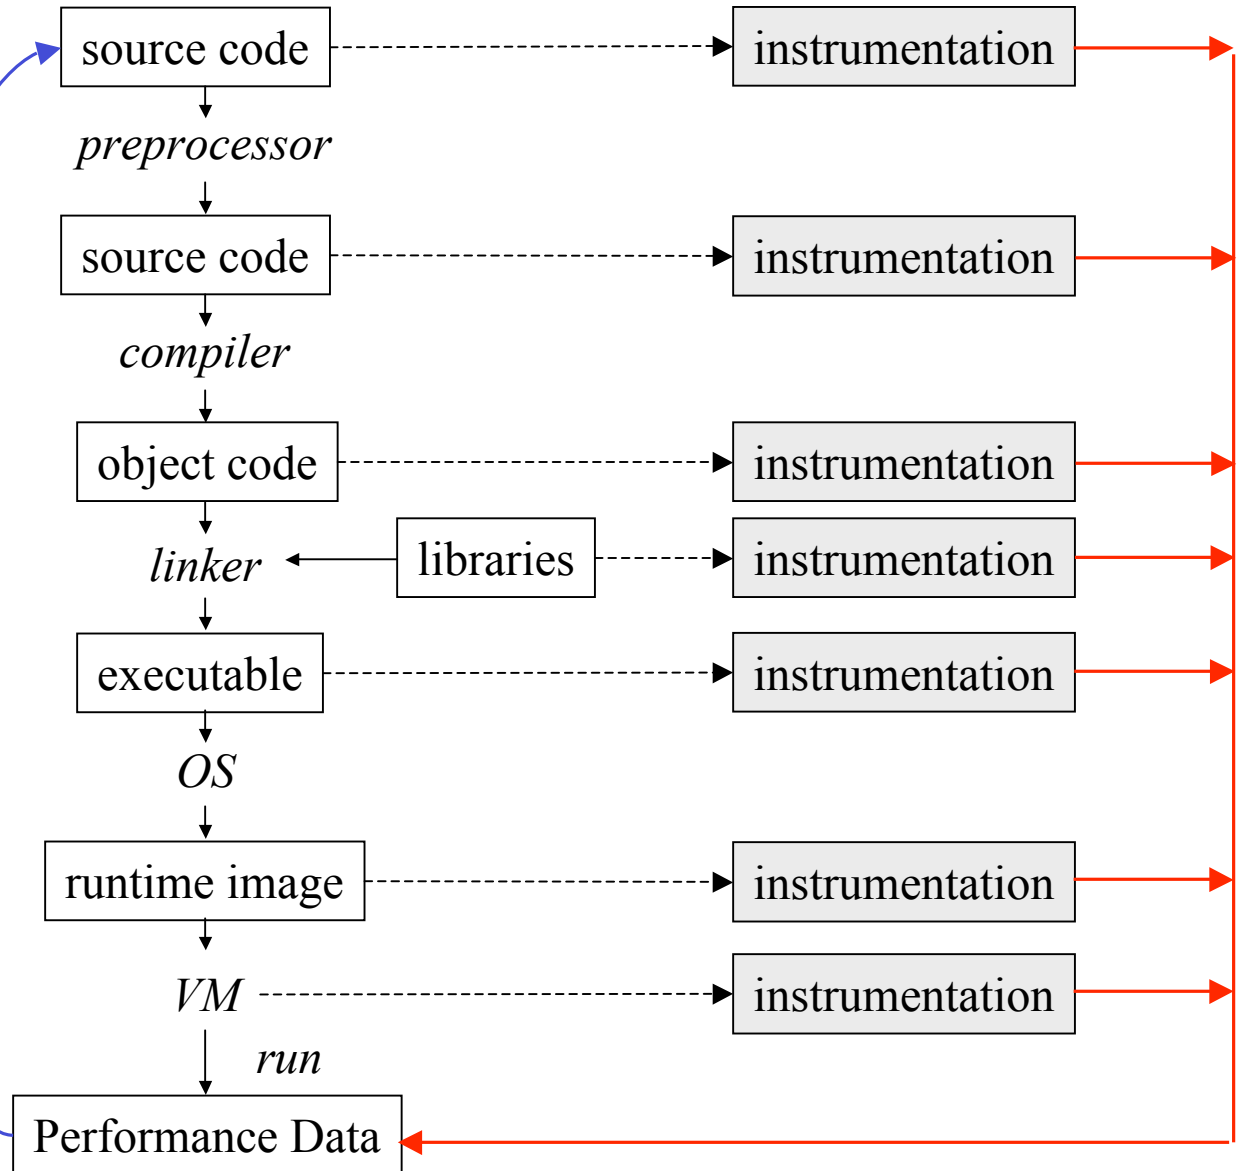 source code
instrumentation
preprocessor
source code
instrumentation
compiler
object code
instrumentation
linker
libraries
instrumentation
executable
instrumentation
OS
runtime image
instrumentation
VM
instrumentation
run
Performance Data